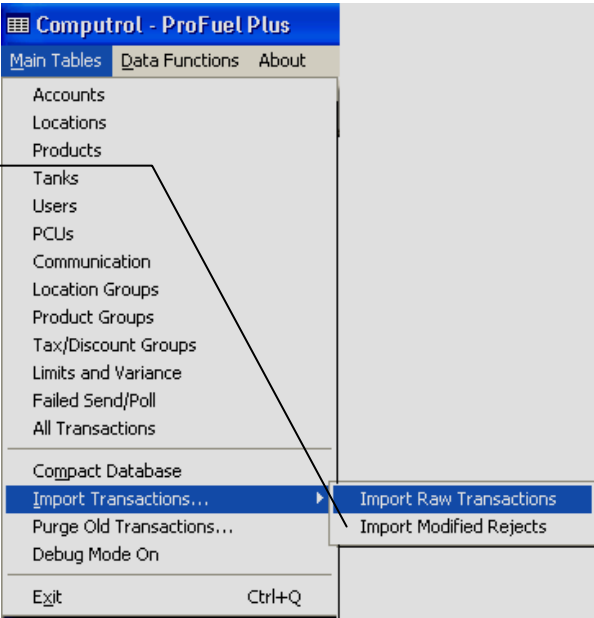 Computrol - ProFuel Plus
Main Tables Data Functions About
Accounts
Locations
Products
Tanks
Users
PCUs
Communication
Location Groups
Product Groups
Tax/Discount Groups
Limits and Variance
Failed Send/Poll
All Transactions
Compact Database
Import Transactions...
Import Raw Transactions
Purge Old Transactions...
Import Modified Rejects
Debug Mode On
Exit Ctrl+Q